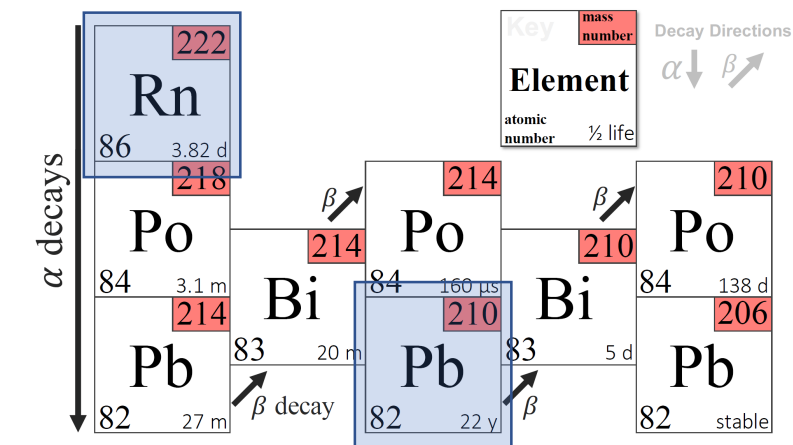 222
Rn
86 3.82 d
Key
mass
number
Element
atomic
number
½ life
Decay Directions
α β
α decays
218
Po
84 3.1 m
214
Pb
82 27 m
214
Bi
83 20 m
β decay
β
214
Po
84 160 µs
210
Pb
82 22 y
210
Bi
83 5 d
β
β
210
Po
84 138 d
206
Pb
82 stable